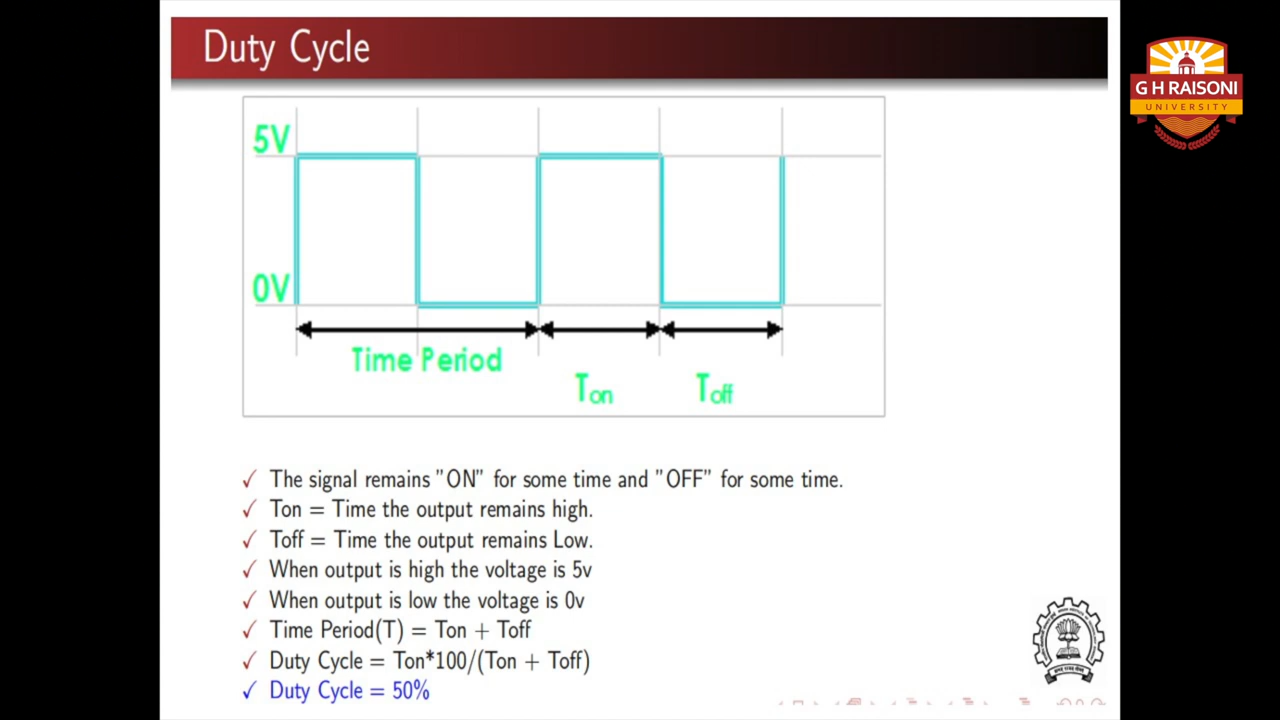 Duty Cycle
G H RAISONI
UNIVERSITY
5V
0V
Time Period
Ton
Toff
✓ The signal remains "ON" for some time and "OFF" for some time.
✓ Ton = Time the output remains high.
✓ Toff = Time the output remains Low.
✓ When output is high the voltage is 5v
✓ When output is low the voltage is 0v
✓ Time Period(T) = Ton + Toff
✓ Duty Cycle = Ton*100/(Ton + Toff)
✓ Duty Cycle = 50%